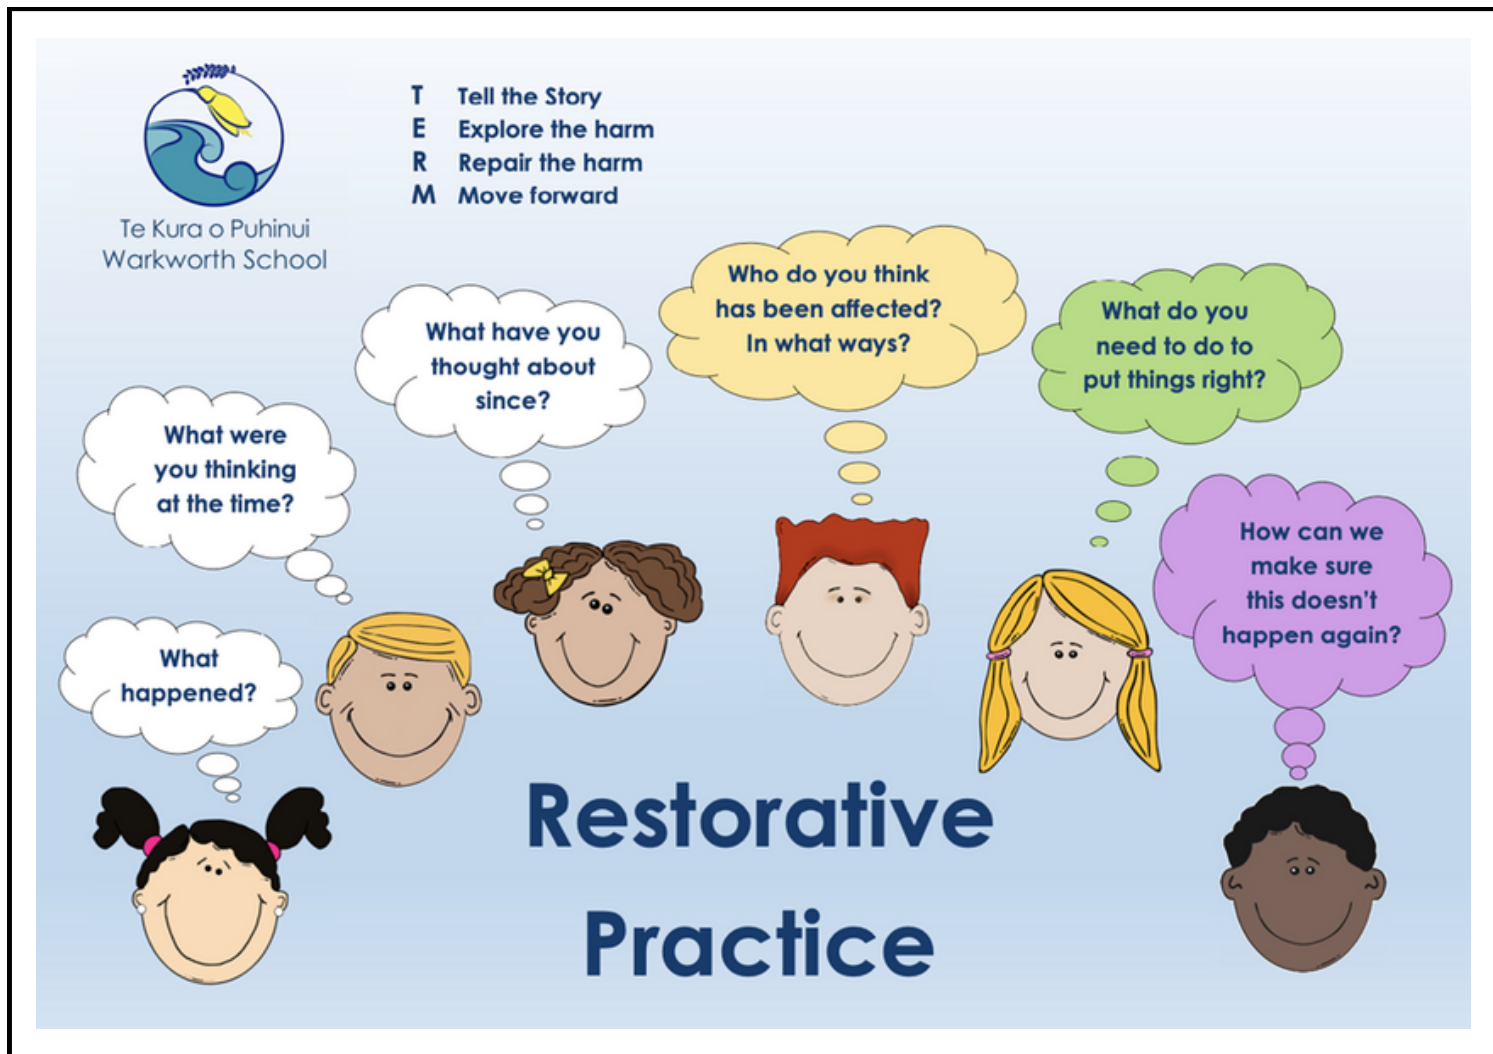 T Tell the Story
E Explore the harm
R Repair the harm
M Move forward
Te Kura o Puhinui
Warkworth School
What
happened?
What were
you thinking
at the time?
What have you
thought about
since?
Who do you think
has been affected?
In what ways?
What do you
need to do to
put things right?
How can we
make sure
this doesn't
happen again?
Restorative
Practice